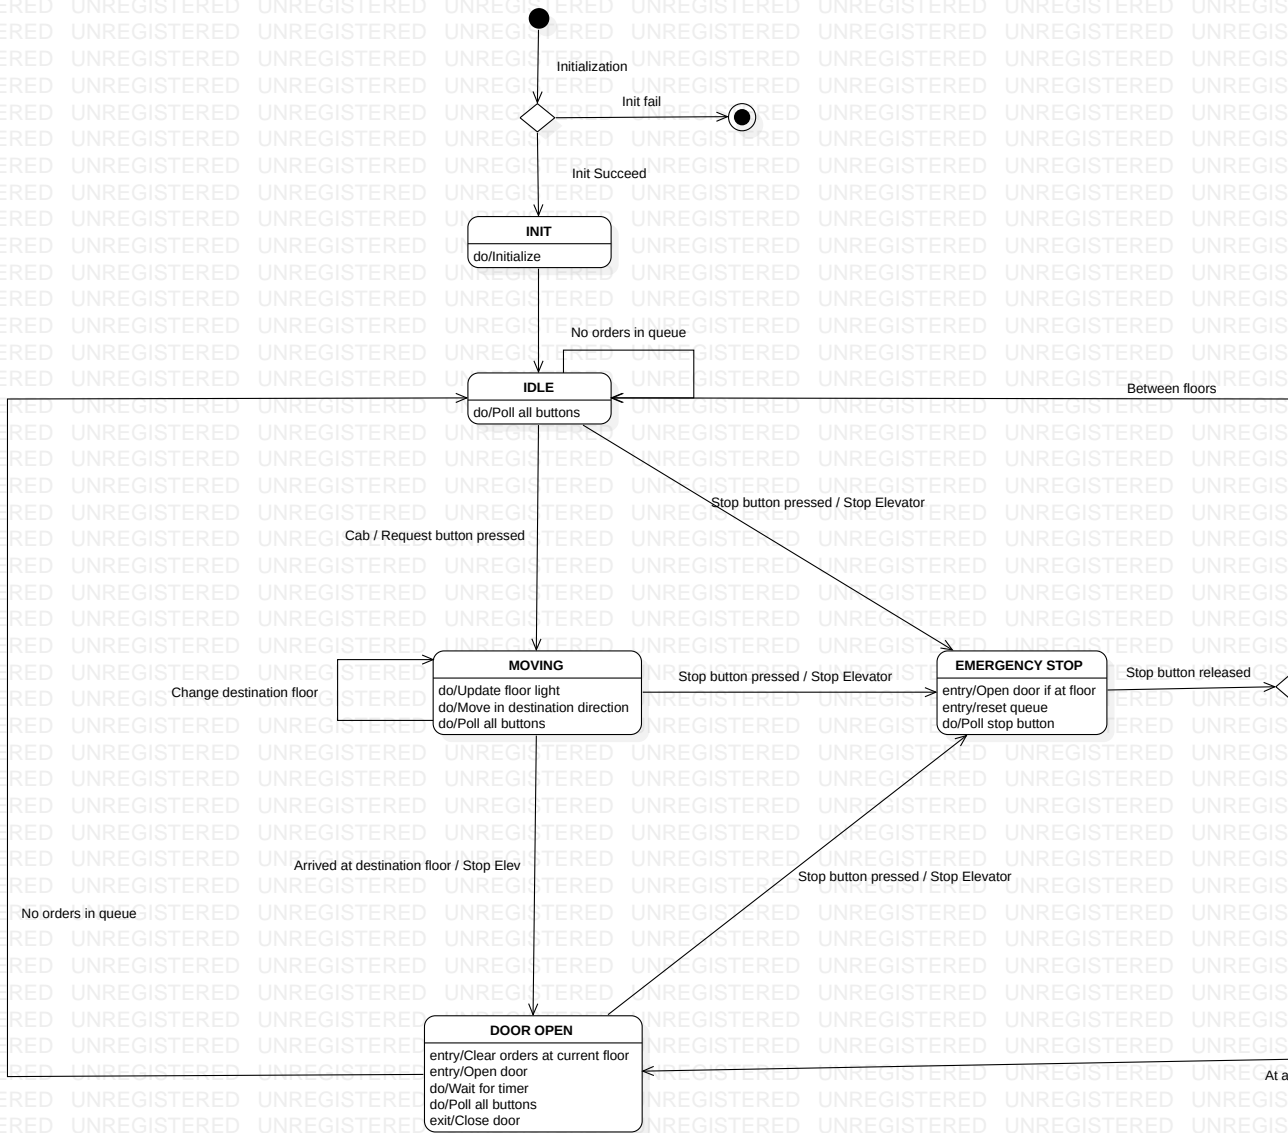 Initialization
Init fail
Init Succeed
INIT
do/Initialize
No orders in queue
IDLE
do/Poll all buttons
Between floors
Stop button pressed / Stop Elevator
Cab / Request button pressed
MOVING
do/Update floor light
do/Move in destination direction
do/Poll all buttons
Change destination floor
Stop button pressed / Stop Elevator
EMERGENCY STOP
entry/Open door if at floor
entry/reset queue
do/Poll stop button
Stop button released
Arrived at destination floor / Stop Elev
Stop button pressed / Stop Elevator
No orders in queue
DOOR OPEN
entry/Clear orders at current floor
entry/Open door
do/Wait for timer
do/Poll all buttons
exit/Close door
At a
UNREGISTERED